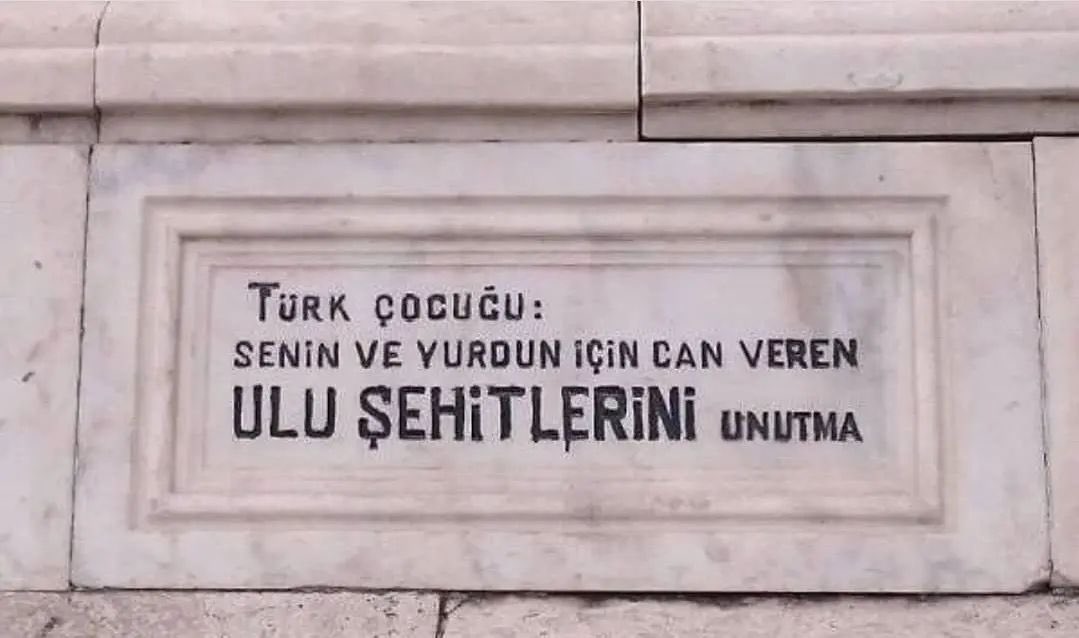 TÜRK ÇOCUĞU:
SENİN VE YURDUN İÇİN CAN VEREN
ULU ŞEHİTLERİNİ UNUTMA